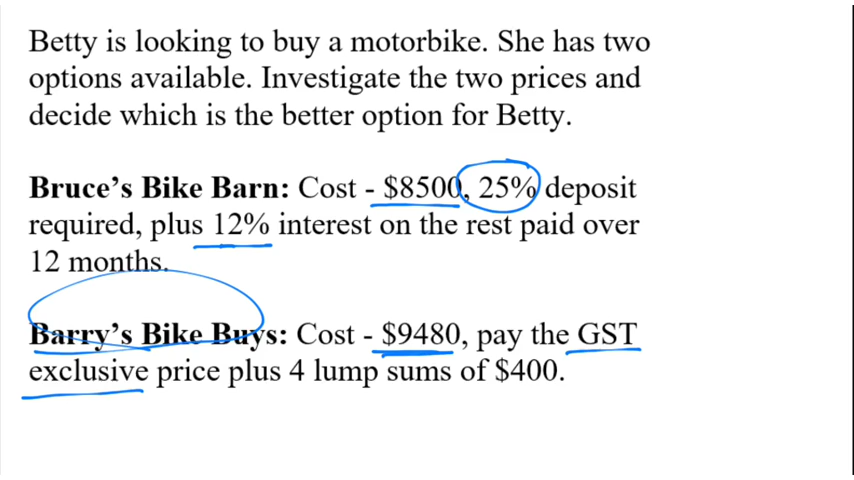 Betty is looking to buy a motorbike. She has two
options available. Investigate the two prices and
decide which is the better option for Betty.
Bruce’s Bike Barn: Cost - $8500, 25% deposit
required, plus 12% interest on the rest paid over
12 months.
Barry’s Bike Buys: Cost - $9480, pay the GST
exclusive price plus 4 lump sums of $400.